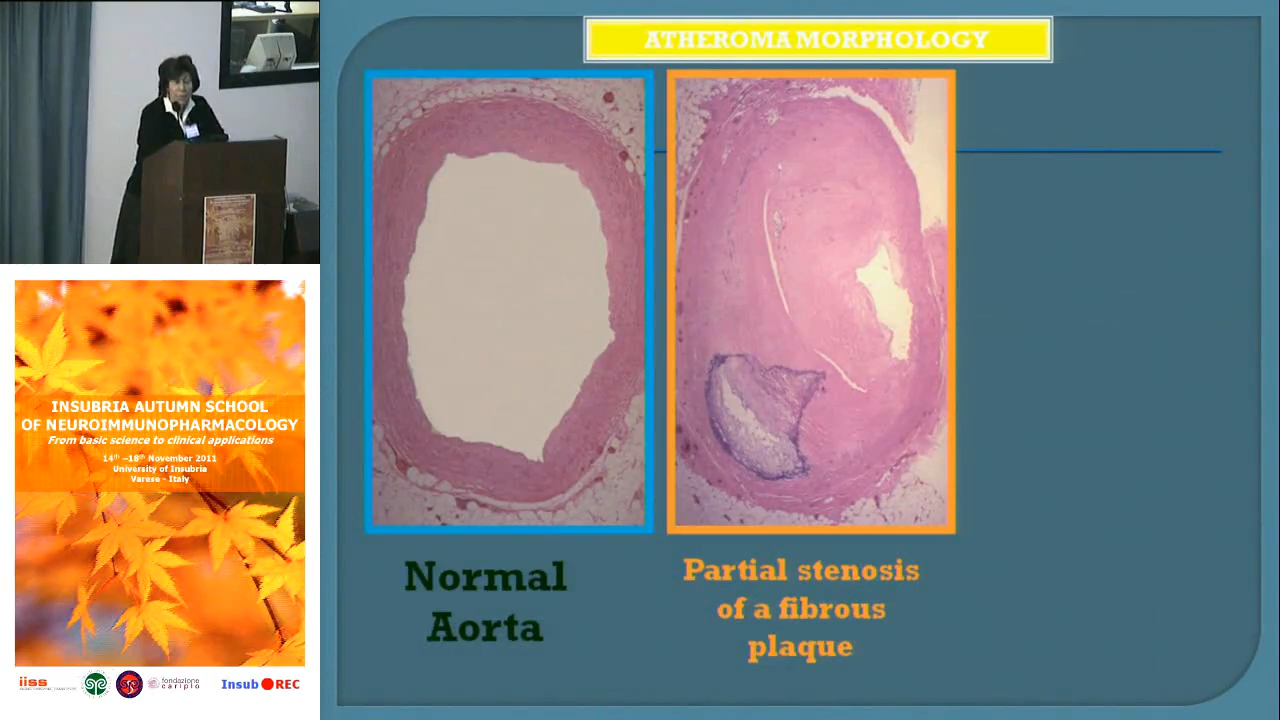 ATHEROMA MORPHOLOGY
Normal
Aorta
Partial stenosis
of a fibrous
plaque
INSUBRIA AUTUMN SCHOOL
OF NEUROIMMUNOPHARMACOLOGY
From basic science to clinical applications
14th –18th November 2011
University of Insubria
Varese - Italy
iiss
fondazione
cariplo
Insub REC